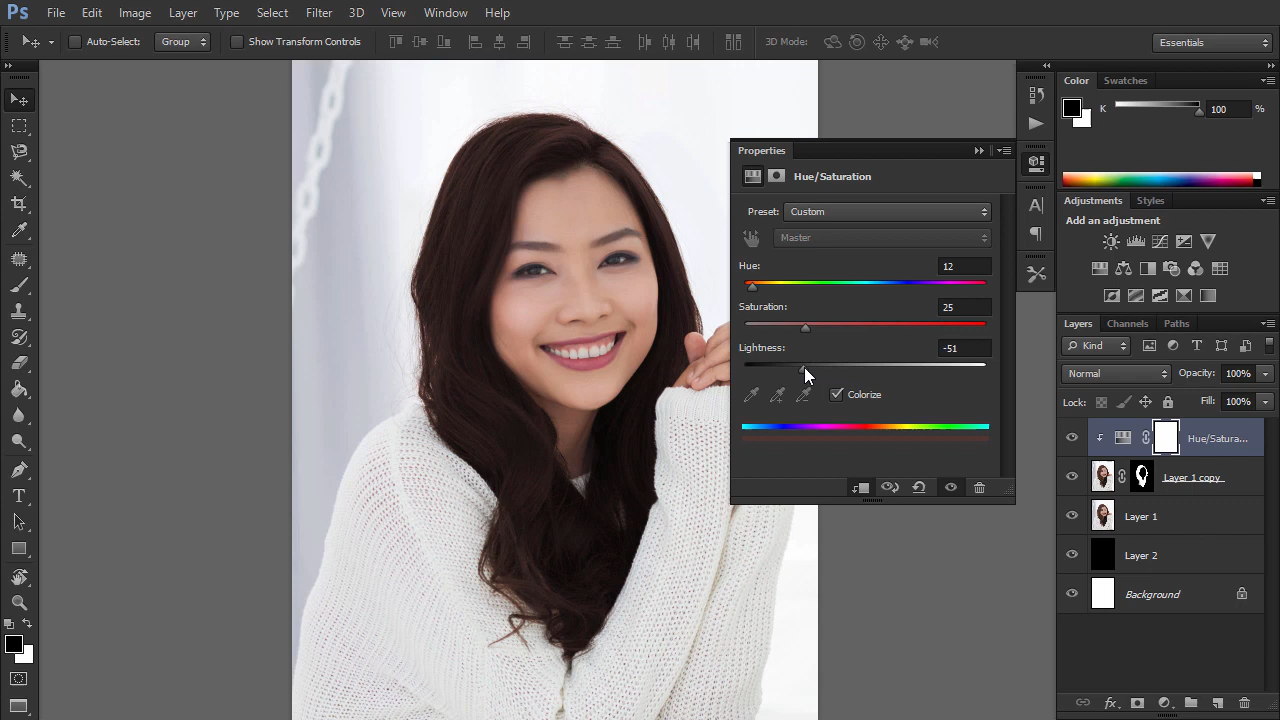 Ps File Edit Image Layer Type Select Filter 3D View Window Help
Auto-Select: Group Show Transform Controls 3D Mode: Essentials
Color Swatches
K 100 %
Properties
Hue/Saturation
Preset: Custom
Master
Hue: 12
Saturation: 25
Lightness: -51
Colorize
Adjustments Styles
Add an adjustment
Layers Channels Paths
Kind
Normal Opacity: 100%
Lock: Fill: 100%
Hue/Satura...
Layer 1 copy
Layer 1
Layer 2
Background